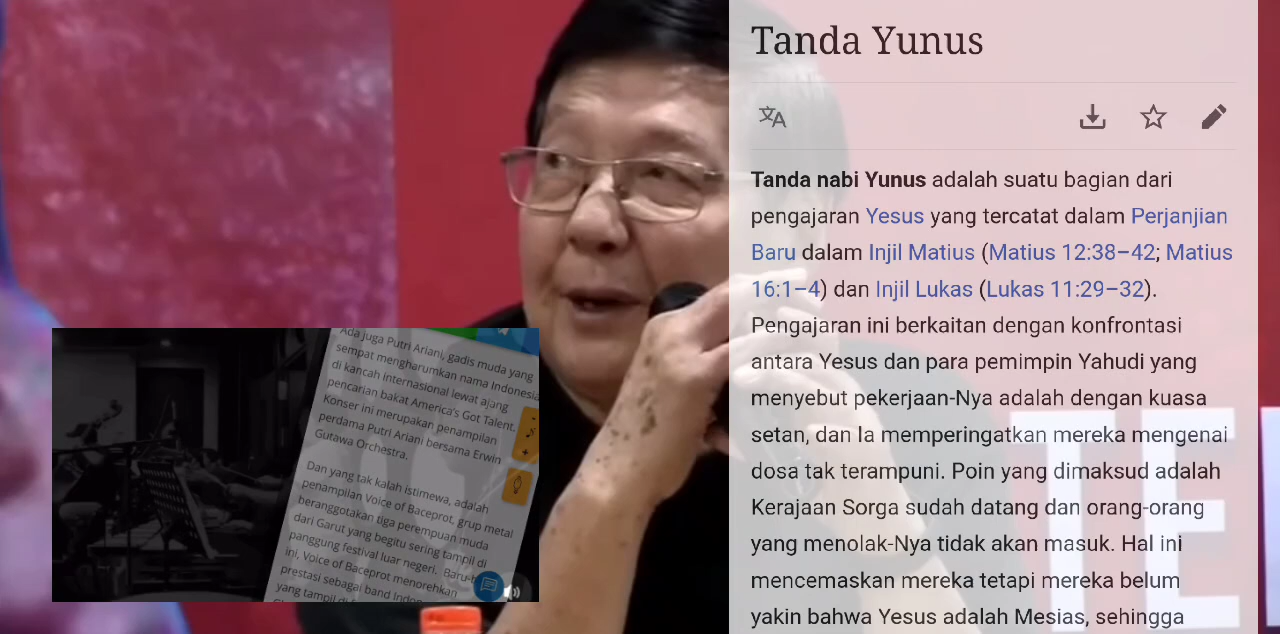 Tanda Yunus
Tanda nabi Yunus adalah suatu bagian dari
pengajaran Yesus yang tercatat dalam Perjanjian
Baru dalam Injil Matius (Matius 12:38–42; Matius
16:1–4) dan Injil Lukas (Lukas 11:29–32).
Pengajaran ini berkaitan dengan konfrontasi
antara Yesus dan para pemimpin Yahudi yang
menyebut pekerjaan-Nya adalah dengan kuasa
setan, dan Ia memperingatkan mereka mengenai
dosa tak terampuni. Poin yang dimaksud adalah
Kerajaan Sorga sudah datang dan orang-orang
yang menolak-Nya tidak akan masuk. Hal ini
mencemaskan mereka tetapi mereka belum
yakin bahwa Yesus adalah Mesias, sehingga
Ada juga Putri Ariani, gadis muda yang
sempat mengharumkan nama Indonesia
di kancah internasional lewat ajang
pencarian bakat America's Got Talent.
Konser ini merupakan penampilan
perdama Putri Ariani bersama Erwin
Gutawa Orchestra.
Dan yang tak kalah istimewa, adalah
penampilan Voice of Baceprot, grup metal
beranggotakan tiga perempuan muda
dari Garut yang begitu sering tampil di
panggung festival luar negeri. Baru-b
ini, Voice of Baceprot menorehkan
prestasi sebagai band Indon
yang tampil di
TE